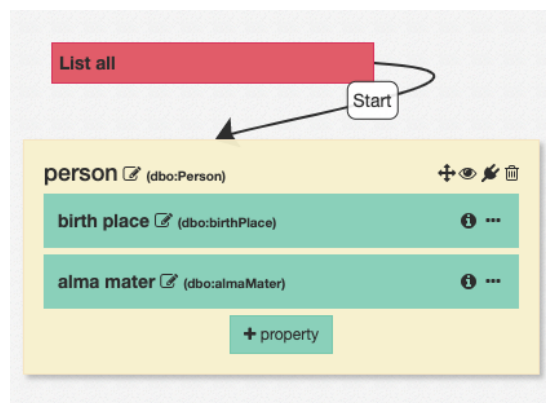 List all
Start
person (dbo:Person)
birth place (dbo:birthPlace)
alma mater (dbo:almaMater)
+ property